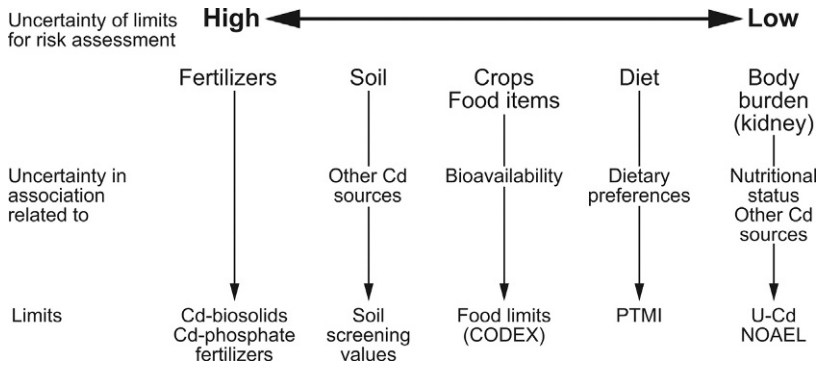 Uncertainty of limits
for risk assessment
High
Low
Fertilizers
Soil
Crops
Food items
Diet
Body
burden
(kidney)
Uncertainty in
association
related to
Other Cd
sources
Bioavailability
Dietary
preferences
Nutritional
status
Other Cd
sources
Limits
Cd-biosolids
Cd-phosphate
fertilizers
Soil
screening
values
Food limits
(CODEX)
PTMI
U-Cd
NOAEL